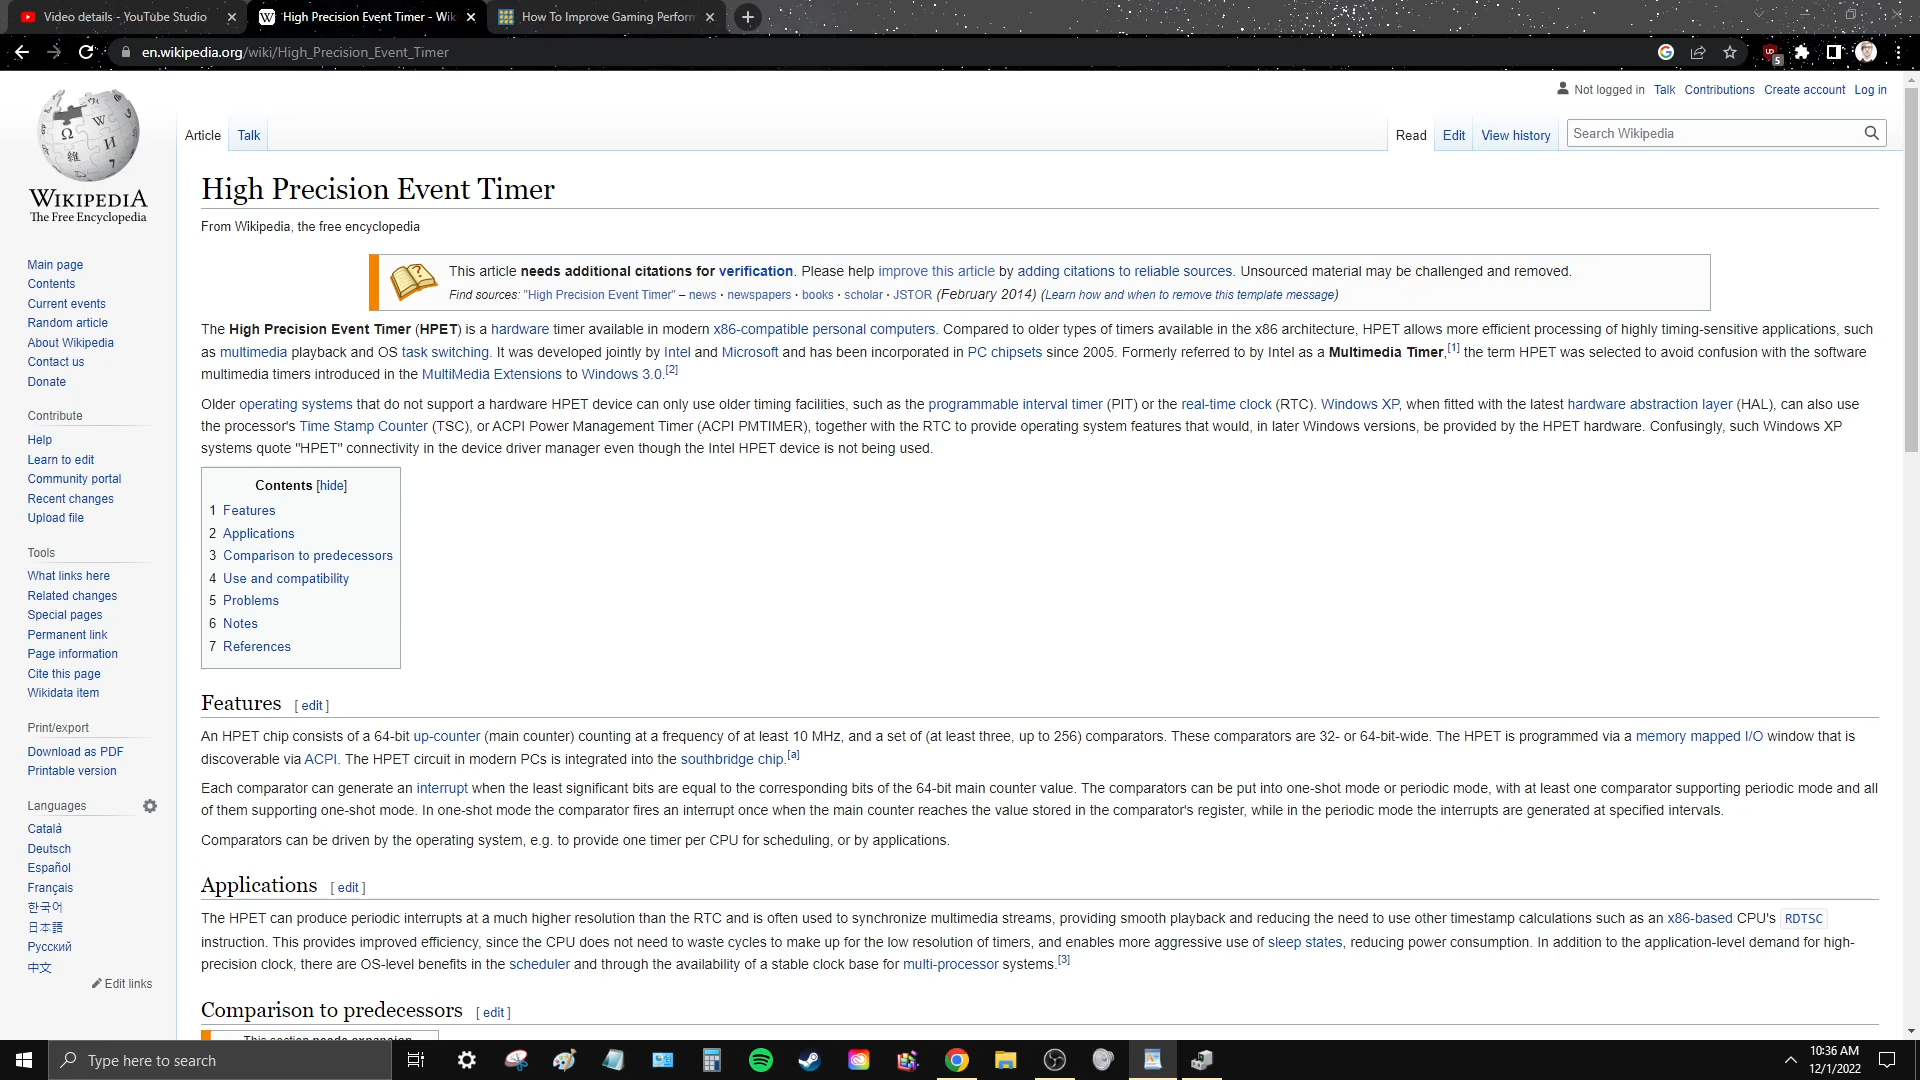 Video details - YouTube Studio
High Precision Event Timer - Wik
How To Improve Gaming Perform
en.wikipedia.org/wiki/High_Precision_Event_Timer
5
Not logged in Talk Contributions Create account Log in
Article Talk
Read Edit View history Search Wikipedia
WIKIPEDIA
The Free Encyclopedia
Main page
Contents
Current events
Random article
About Wikipedia
Contact us
Donate
Contribute
Help
Learn to edit
Community portal
Recent changes
Upload file
Tools
What links here
Related changes
Special pages
Permanent link
Page information
Cite this page
Wikidata item
Print/export
Download as PDF
Printable version
Languages
Català
Deutsch
Español
Français
한국어
日本語
Русский
中文
Edit links
High Precision Event Timer
From Wikipedia, the free encyclopedia
This article needs additional citations for verification. Please help improve this article by adding citations to reliable sources. Unsourced material may be challenged and removed.
Find sources: "High Precision Event Timer" – news · newspapers · books · scholar · JSTOR (February 2014) (Learn how and when to remove this template message)
The High Precision Event Timer (HPET) is a hardware timer available in modern x86-compatible personal computers. Compared to older types of timers available in the x86 architecture, HPET allows more efficient processing of highly timing-sensitive applications, such
as multimedia playback and OS task switching. It was developed jointly by Intel and Microsoft and has been incorporated in PC chipsets since 2005. Formerly referred to by Intel as a Multimedia Timer,[1] the term HPET was selected to avoid confusion with the software
multimedia timers introduced in the MultiMedia Extensions to Windows 3.0.[2]
Older operating systems that do not support a hardware HPET device can only use older timing facilities, such as the programmable interval timer (PIT) or the real-time clock (RTC). Windows XP, when fitted with the latest hardware abstraction layer (HAL), can also use
the processor's Time Stamp Counter (TSC), or ACPI Power Management Timer (ACPI PMTIMER), together with the RTC to provide operating system features that would, in later Windows versions, be provided by the HPET hardware. Confusingly, such Windows XP
systems quote "HPET" connectivity in the device driver manager even though the Intel HPET device is not being used.
Contents [hide]
1 Features
2 Applications
3 Comparison to predecessors
4 Use and compatibility
5 Problems
6 Notes
7 References
Features [ edit ]
An HPET chip consists of a 64-bit up-counter (main counter) counting at a frequency of at least 10 MHz, and a set of (at least three, up to 256) comparators. These comparators are 32- or 64-bit-wide. The HPET is programmed via a memory mapped I/O window that is
discoverable via ACPI. The HPET circuit in modern PCs is integrated into the southbridge chip.[a]
Each comparator can generate an interrupt when the least significant bits are equal to the corresponding bits of the 64-bit main counter value. The comparators can be put into one-shot mode or periodic mode, with at least one comparator supporting periodic mode and all
of them supporting one-shot mode. In one-shot mode the comparator fires an interrupt once when the main counter reaches the value stored in the comparator's register, while in the periodic mode the interrupts are generated at specified intervals.
Comparators can be driven by the operating system, e.g. to provide one timer per CPU for scheduling, or by applications.
Applications [ edit ]
The HPET can produce periodic interrupts at a much higher resolution than the RTC and is often used to synchronize multimedia streams, providing smooth playback and reducing the need to use other timestamp calculations such as an x86-based CPU's RDTSC
instruction. This provides improved efficiency, since the CPU does not need to waste cycles to make up for the low resolution of timers, and enables more aggressive use of sleep states, reducing power consumption. In addition to the application-level demand for high-
precision clock, there are OS-level benefits in the scheduler and through the availability of a stable clock base for multi-processor systems.[3]
Comparison to predecessors [ edit ]
This section needs expansion
Type here to search
10:36 AM
12/1/2022